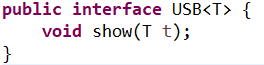 public interface USB<T> {
    void show(T t);
}